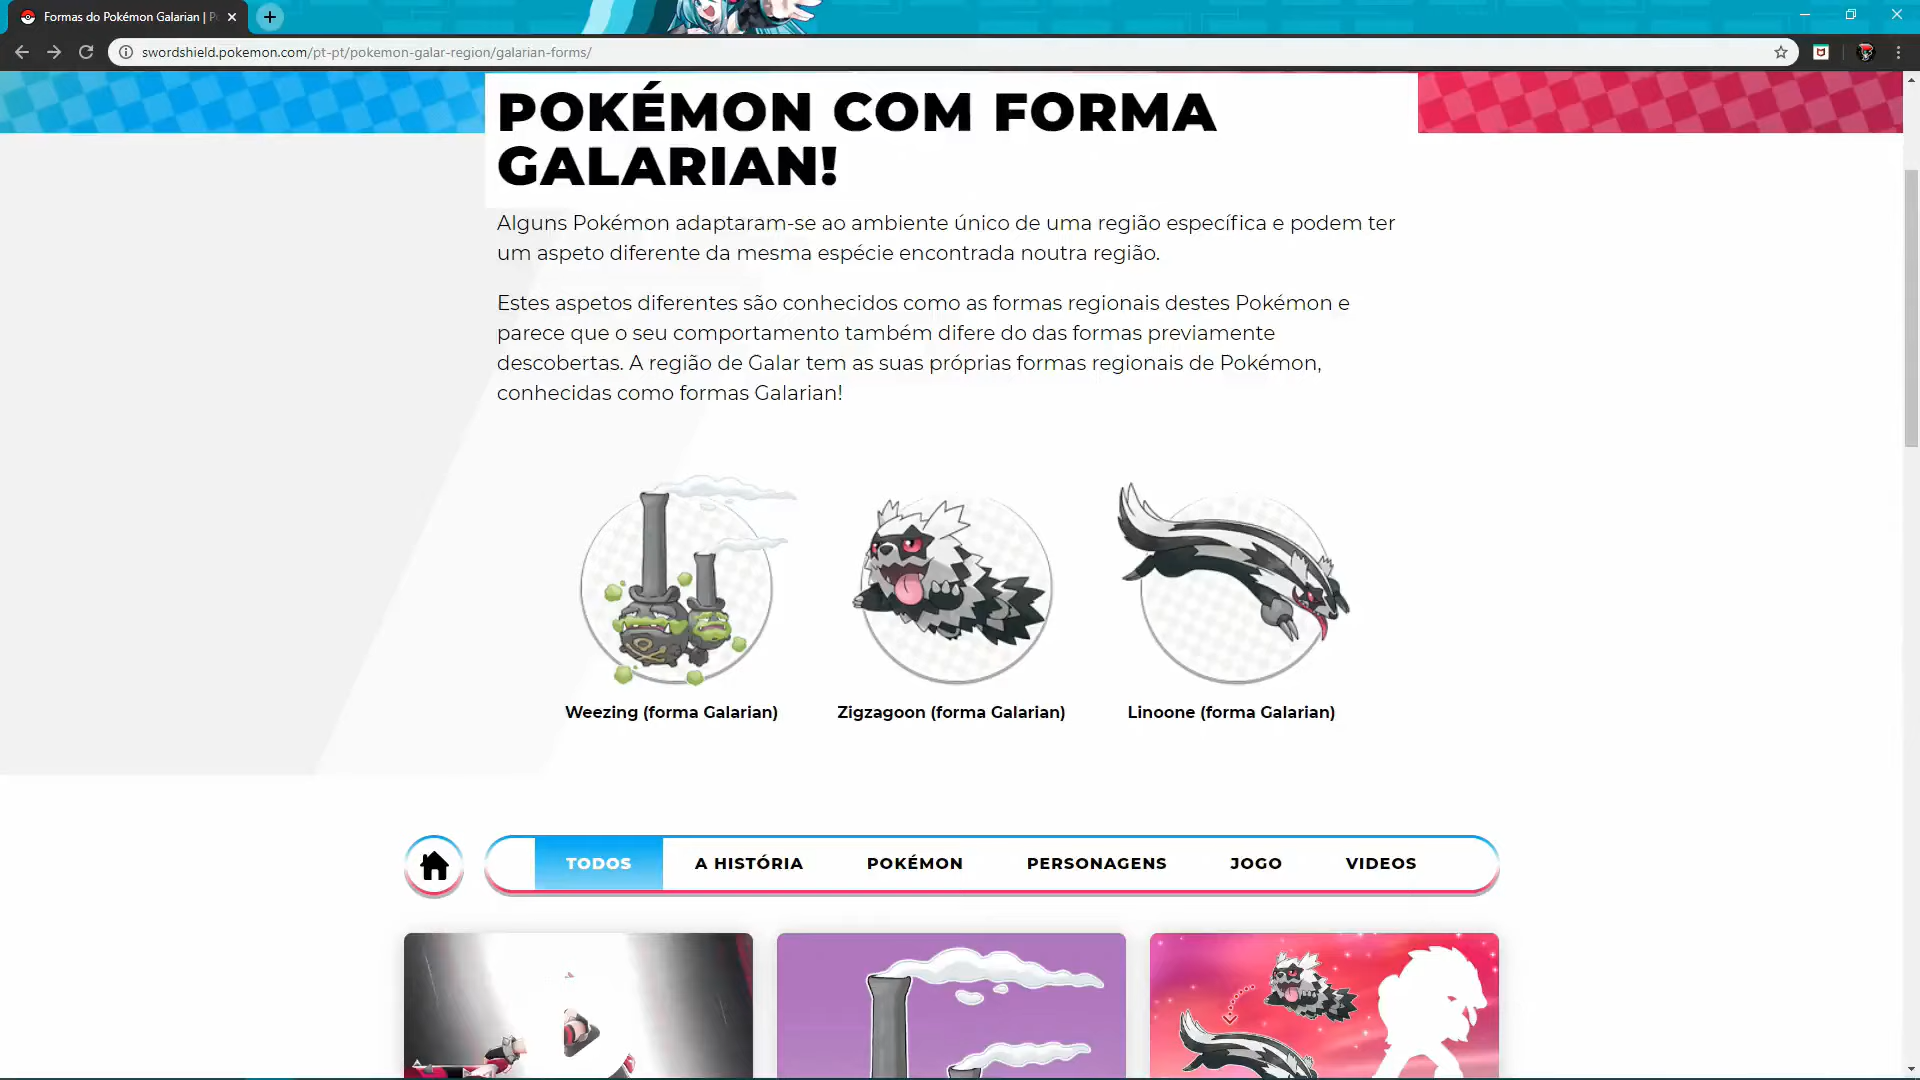 Formas do Pokémon Galarian |
swordshield.pokemon.com/pt-pt/pokemon-galar-region/galarian-forms/
POKÉMON COM FORMA
GALARIAN!
Alguns Pokémon adaptaram-se ao ambiente único de uma região específica e podem ter
um aspeto diferente da mesma espécie encontrada noutra região.
Estes aspetos diferentes são conhecidos como as formas regionais destes Pokémon e
parece que o seu comportamento também difere do das formas previamente
descobertas. A região de Galar tem as suas próprias formas regionais de Pokémon,
conhecidas como formas Galarian!
Weezing (forma Galarian) Zigzagoon (forma Galarian) Linoone (forma Galarian)
TODOS A HISTÓRIA POKÉMON PERSONAGENS JOGO VIDEOS